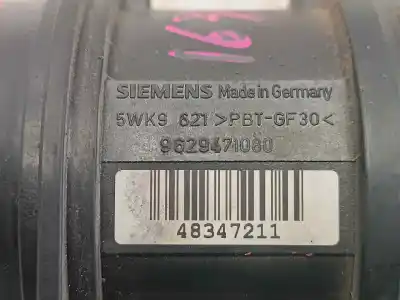 SIEMENS Made in Germany
5WK9 621 >PBT-GF30<
9629471080
48347211